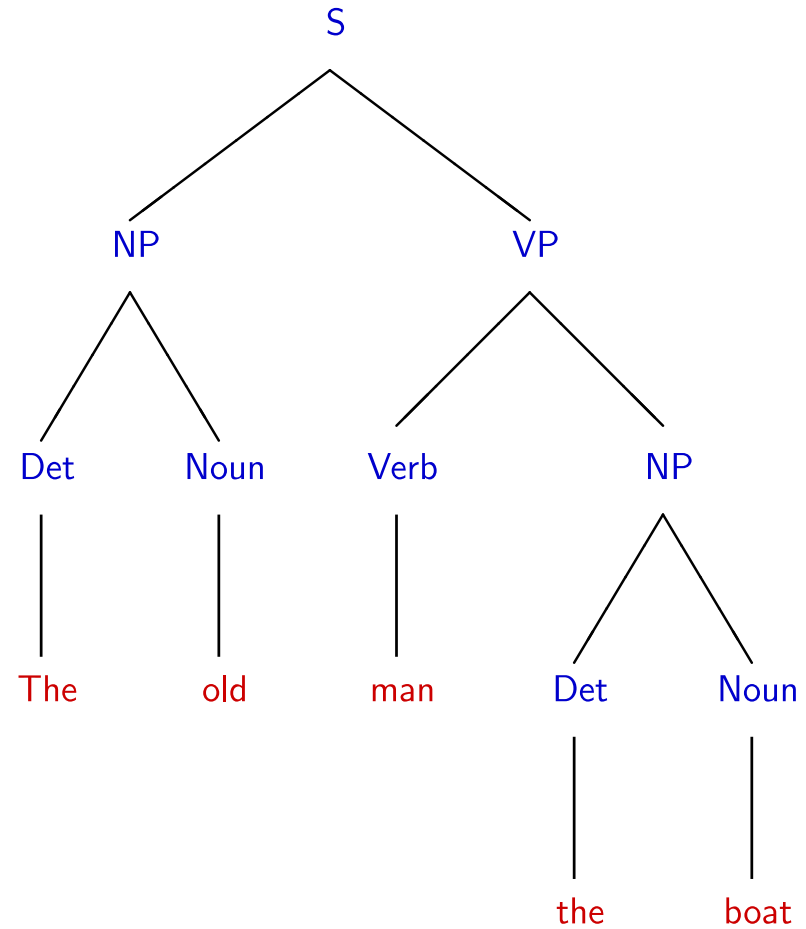 S
NP VP
Det Noun Verb NP
The old man Det Noun
the boat